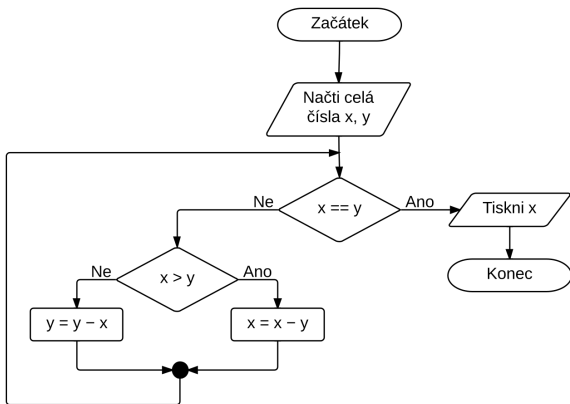 Začátek
Načti celá
čísla x, y
Ne
x == y
Ano
Tiskni x
Ne
x > y
Ano
Konec
y = y − x
x = x − y